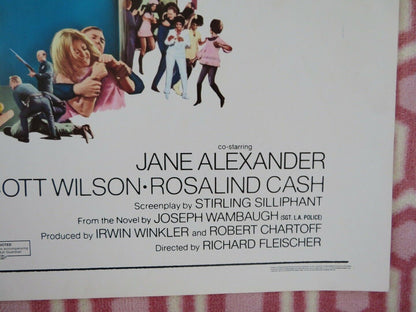 co-starring
JANE ALEXANDER
OTT WILSON·ROSALIND CASH
Screenplay by STIRLING SILLIPHANT
From the Novel by JOSEPH WAMBAUGH (SGT. L.A. POLICE)
Produced by IRWIN WINKLER and ROBERT CHARTOFF
Directed by RICHARD FLEISCHER